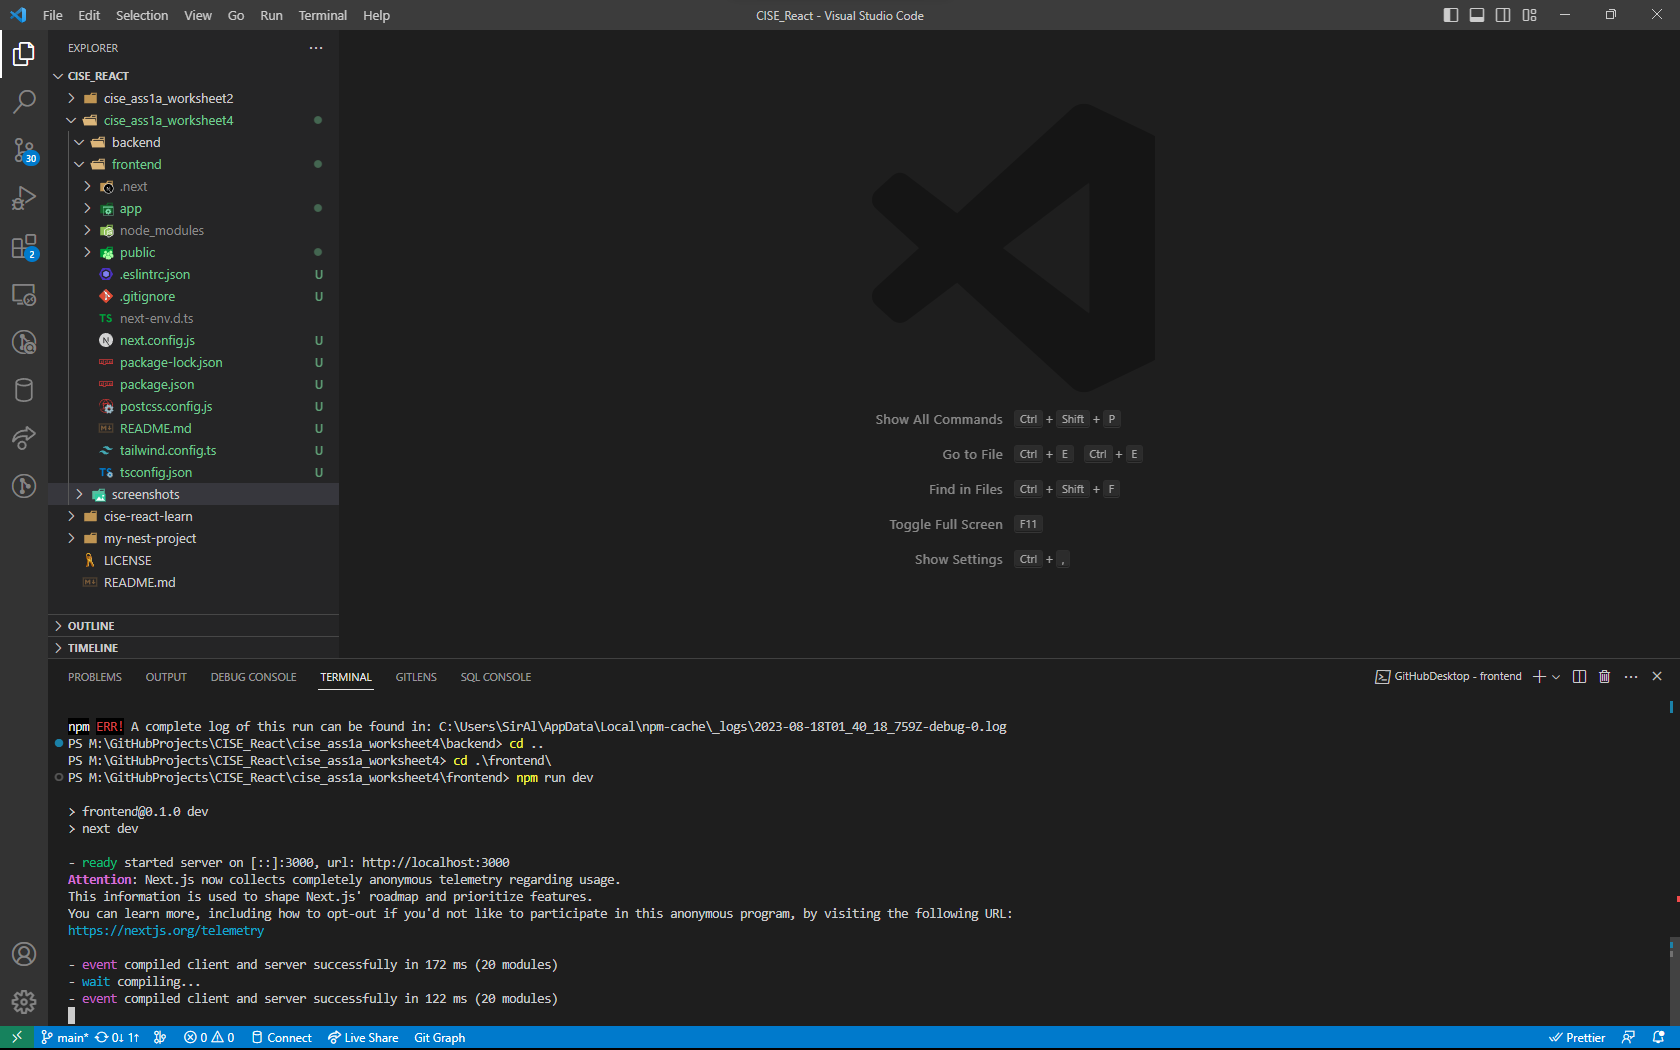 File Edit Selection View Go Run Terminal Help
CISE_React - Visual Studio Code
EXPLORER
CISE_REACT
cise_ass1a_worksheet2
cise_ass1a_worksheet4
backend
frontend
.next
app
node_modules
public
.eslintrc.json U
.gitignore U
next-env.d.ts
next.config.js U
package-lock.json U
package.json U
postcss.config.js U
README.md U
tailwind.config.ts U
tsconfig.json U
screenshots
cise-react-learn
my-nest-project
LICENSE
README.md
OUTLINE
TIMELINE
30
2
Show All Commands Ctrl + Shift + P
Go to File Ctrl + E Ctrl + E
Find in Files Ctrl + Shift + F
Toggle Full Screen F11
Show Settings Ctrl + ,
PROBLEMS OUTPUT DEBUG CONSOLE TERMINAL GITLENS SQL CONSOLE
GitHubDesktop - frontend
npm ERR! A complete log of this run can be found in: C:\Users\SirAl\AppData\Local\npm-cache\_logs\2023-08-18T01_40_18_759Z-debug-0.log
PS M:\GitHubProjects\CISE_React\cise_ass1a_worksheet4\backend> cd ..
PS M:\GitHubProjects\CISE_React\cise_ass1a_worksheet4> cd .\frontend\
PS M:\GitHubProjects\CISE_React\cise_ass1a_worksheet4\frontend> npm run dev
> frontend@0.1.0 dev
> next dev
- ready started server on [::]:3000, url: http://localhost:3000
Attention: Next.js now collects completely anonymous telemetry regarding usage.
This information is used to shape Next.js' roadmap and prioritize features.
You can learn more, including how to opt-out if you'd not like to participate in this anonymous program, by visiting the following URL:
https://nextjs.org/telemetry
- event compiled client and server successfully in 172 ms (20 modules)
- wait compiling...
- event compiled client and server successfully in 122 ms (20 modules)
main* 0↓ 1↑ 0 0 Connect Live Share Git Graph
Prettier